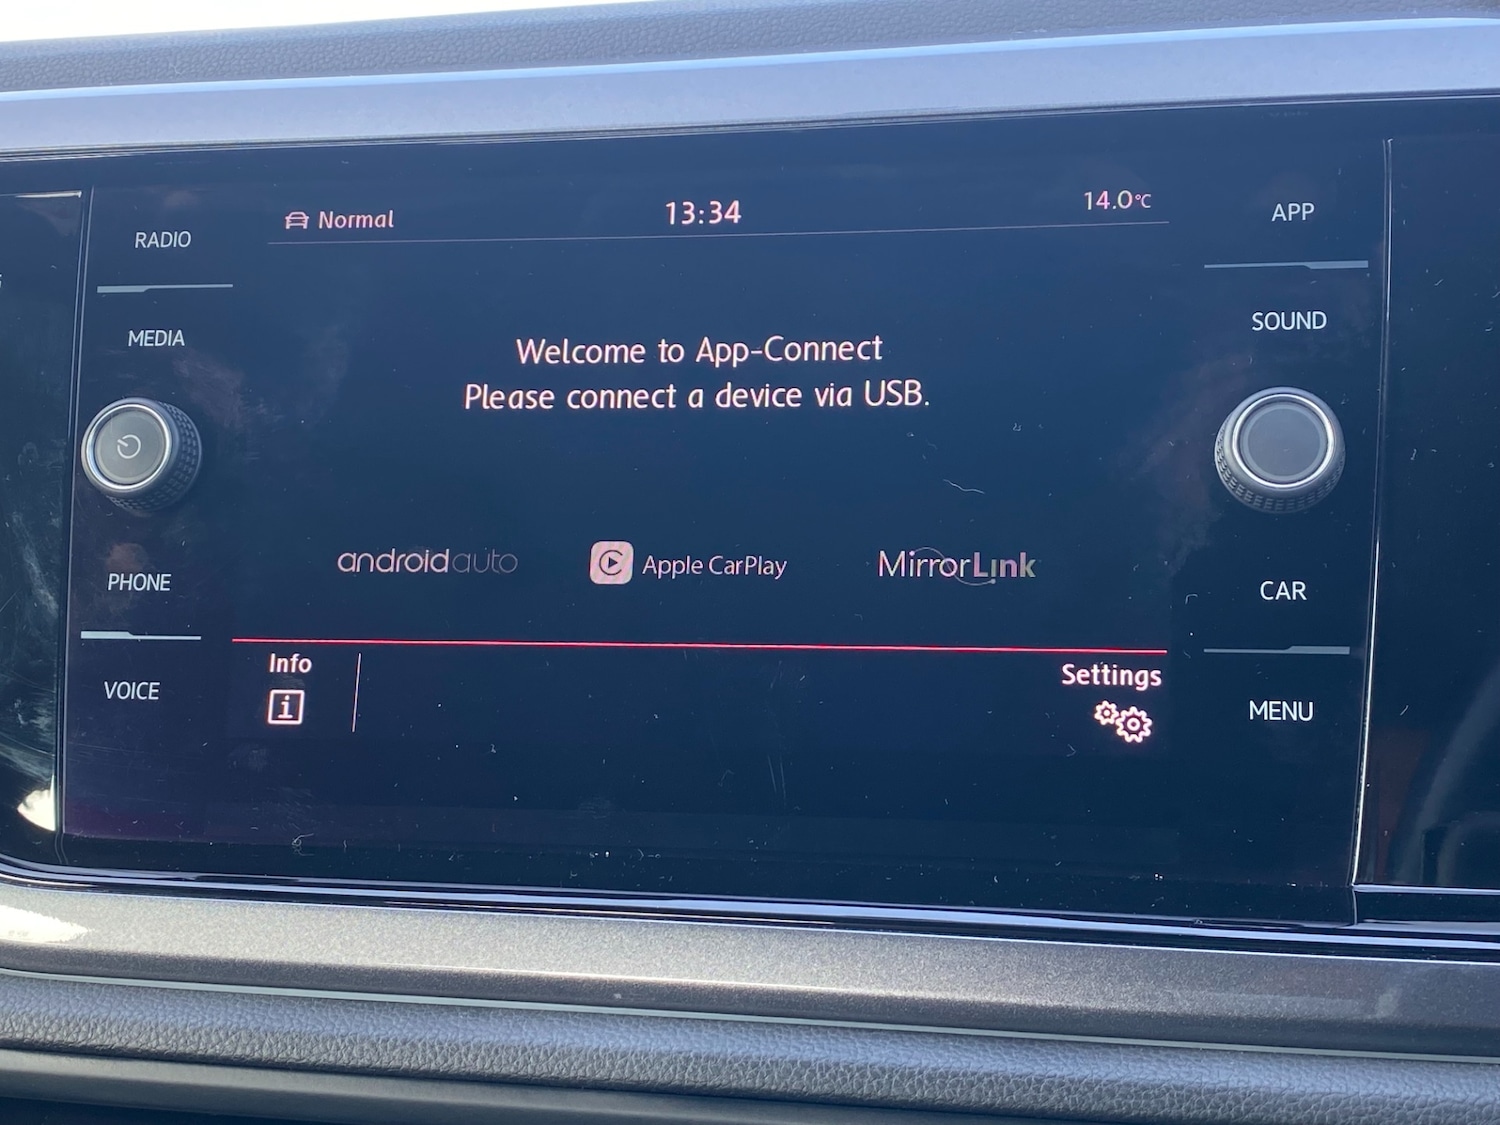 RADIO
MEDIA
PHONE
VOICE
Normal
13:34
14.0°C
Welcome to App-Connect
Please connect a device via USB.
androidauto
Apple CarPlay
MirrorLink
Info
i
Settings
APP
SOUND
CAR
MENU